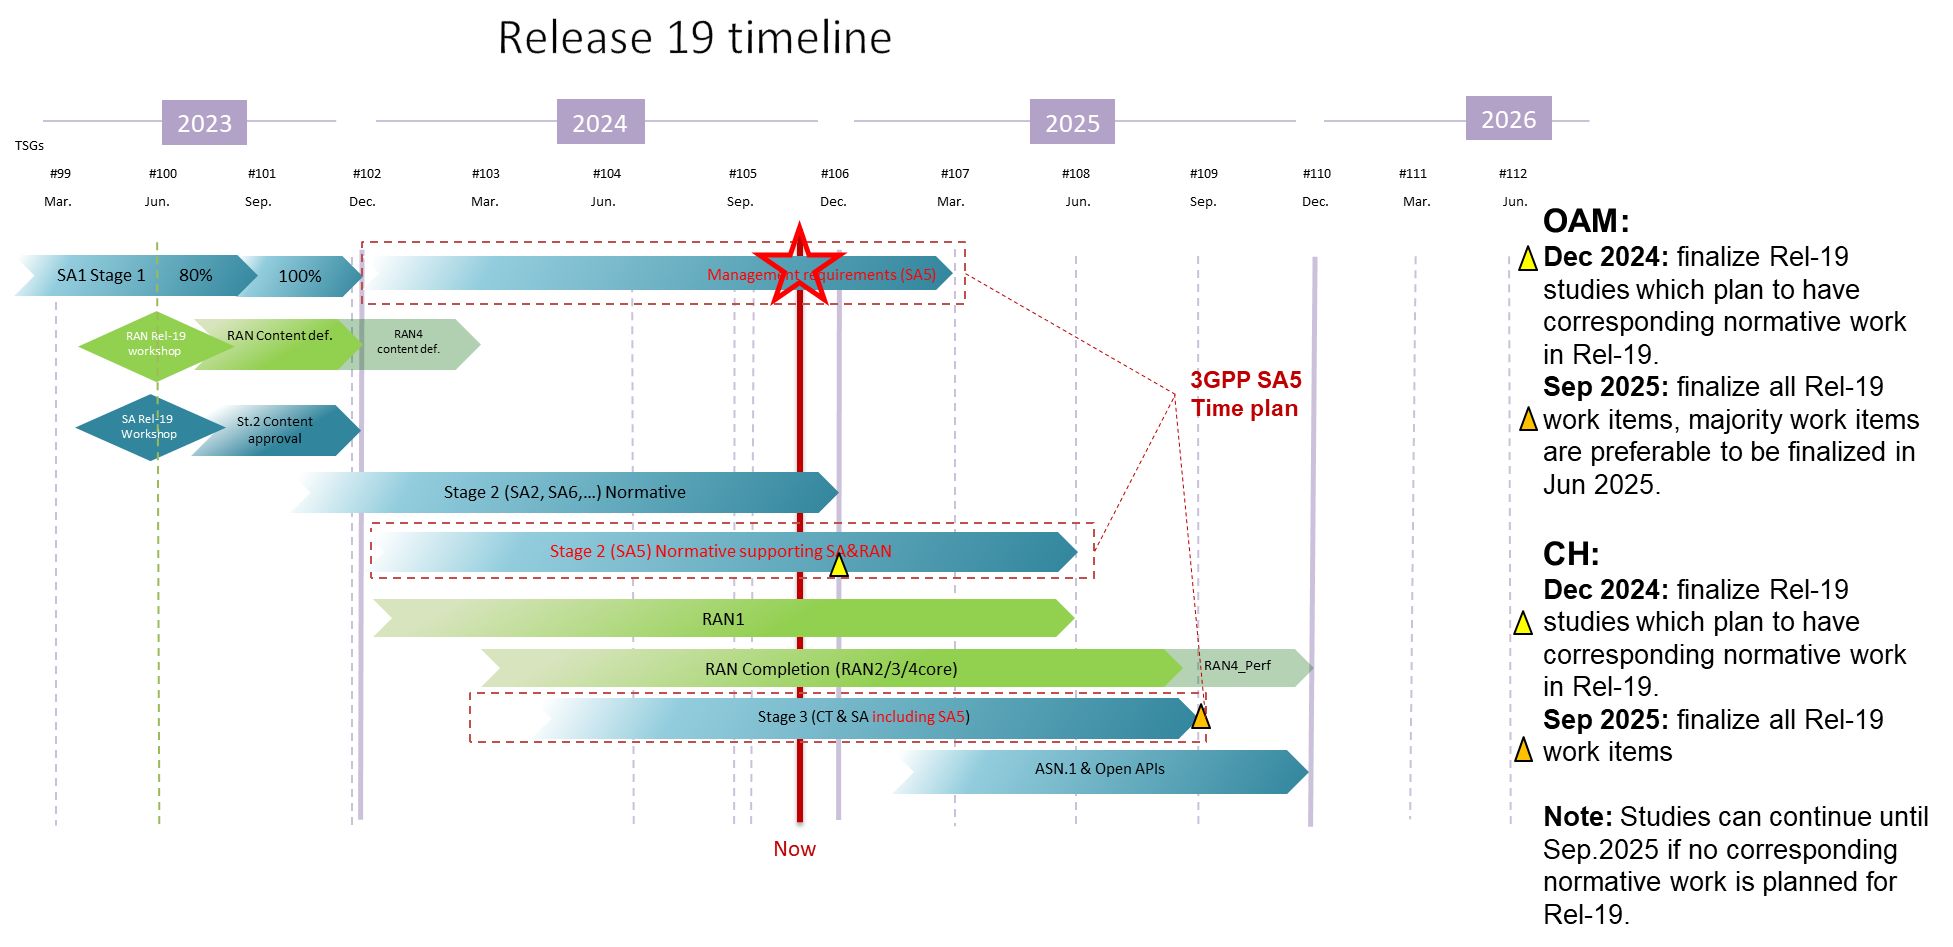 Release 19 timeline
2023
2024
2025
2026
TSGs
#99
#100
#101
#102
#103
#104
#105
#106
#107
#108
#109
#110
#111
#112
Mar.
Jun.
Sep.
Dec.
Mar.
Jun.
Sep.
Dec.
Mar.
Jun.
Sep.
Dec.
Mar.
Jun.
SA1 Stage 1
80%
100%
Management requirements (SA5)
RAN Rel-19
workshop
RAN Content def.
RAN4
content def.
SA Rel-19
Workshop
St.2 Content
approval
Stage 2 (SA2, SA6,...) Normative
Stage 2 (SA5) Normative supporting SA&RAN
RAN1
RAN Completion (RAN2/3/4core)
RAN4_Perf
Stage 3 (CT & SA including SA5)
ASN.1 & Open APIs
Now
3GPP SA5
Time plan
OAM:
Dec 2024: finalize Rel-19
studies which plan to have
corresponding normative work
in Rel-19.
Sep 2025: finalize all Rel-19
work items, majority work items
are preferable to be finalized in
Jun 2025.
CH:
Dec 2024: finalize Rel-19
studies which plan to have
corresponding normative work
in Rel-19.
Sep 2025: finalize all Rel-19
work items
Note: Studies can continue until
Sep.2025 if no corresponding
normative work is planned for
Rel-19.